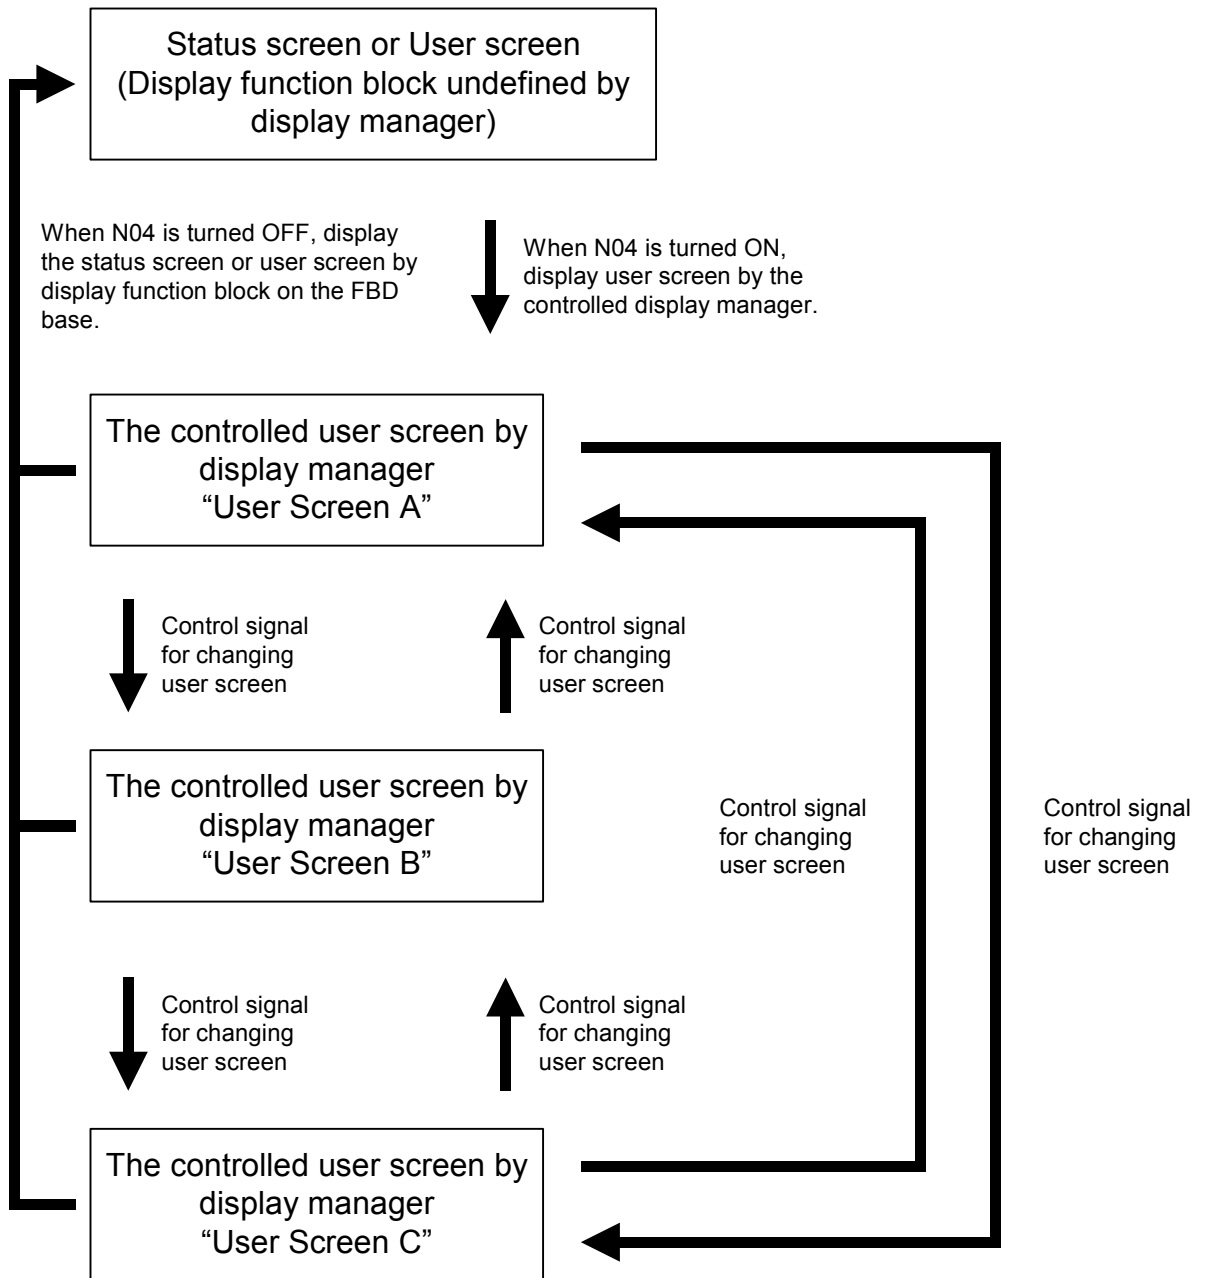 Status screen or User screen
(Display function block undefined by
display manager)
When N04 is turned OFF, display
the status screen or user screen by
display function block on the FBD
base.
When N04 is turned ON,
display user screen by the
controlled display manager.
The controlled user screen by
display manager
“User Screen A”
Control signal
for changing
user screen
Control signal
for changing
user screen
The controlled user screen by
display manager
“User Screen B”
Control signal
for changing
user screen
Control signal
for changing
user screen
Control signal
for changing
user screen
Control signal
for changing
user screen
The controlled user screen by
display manager
“User Screen C”